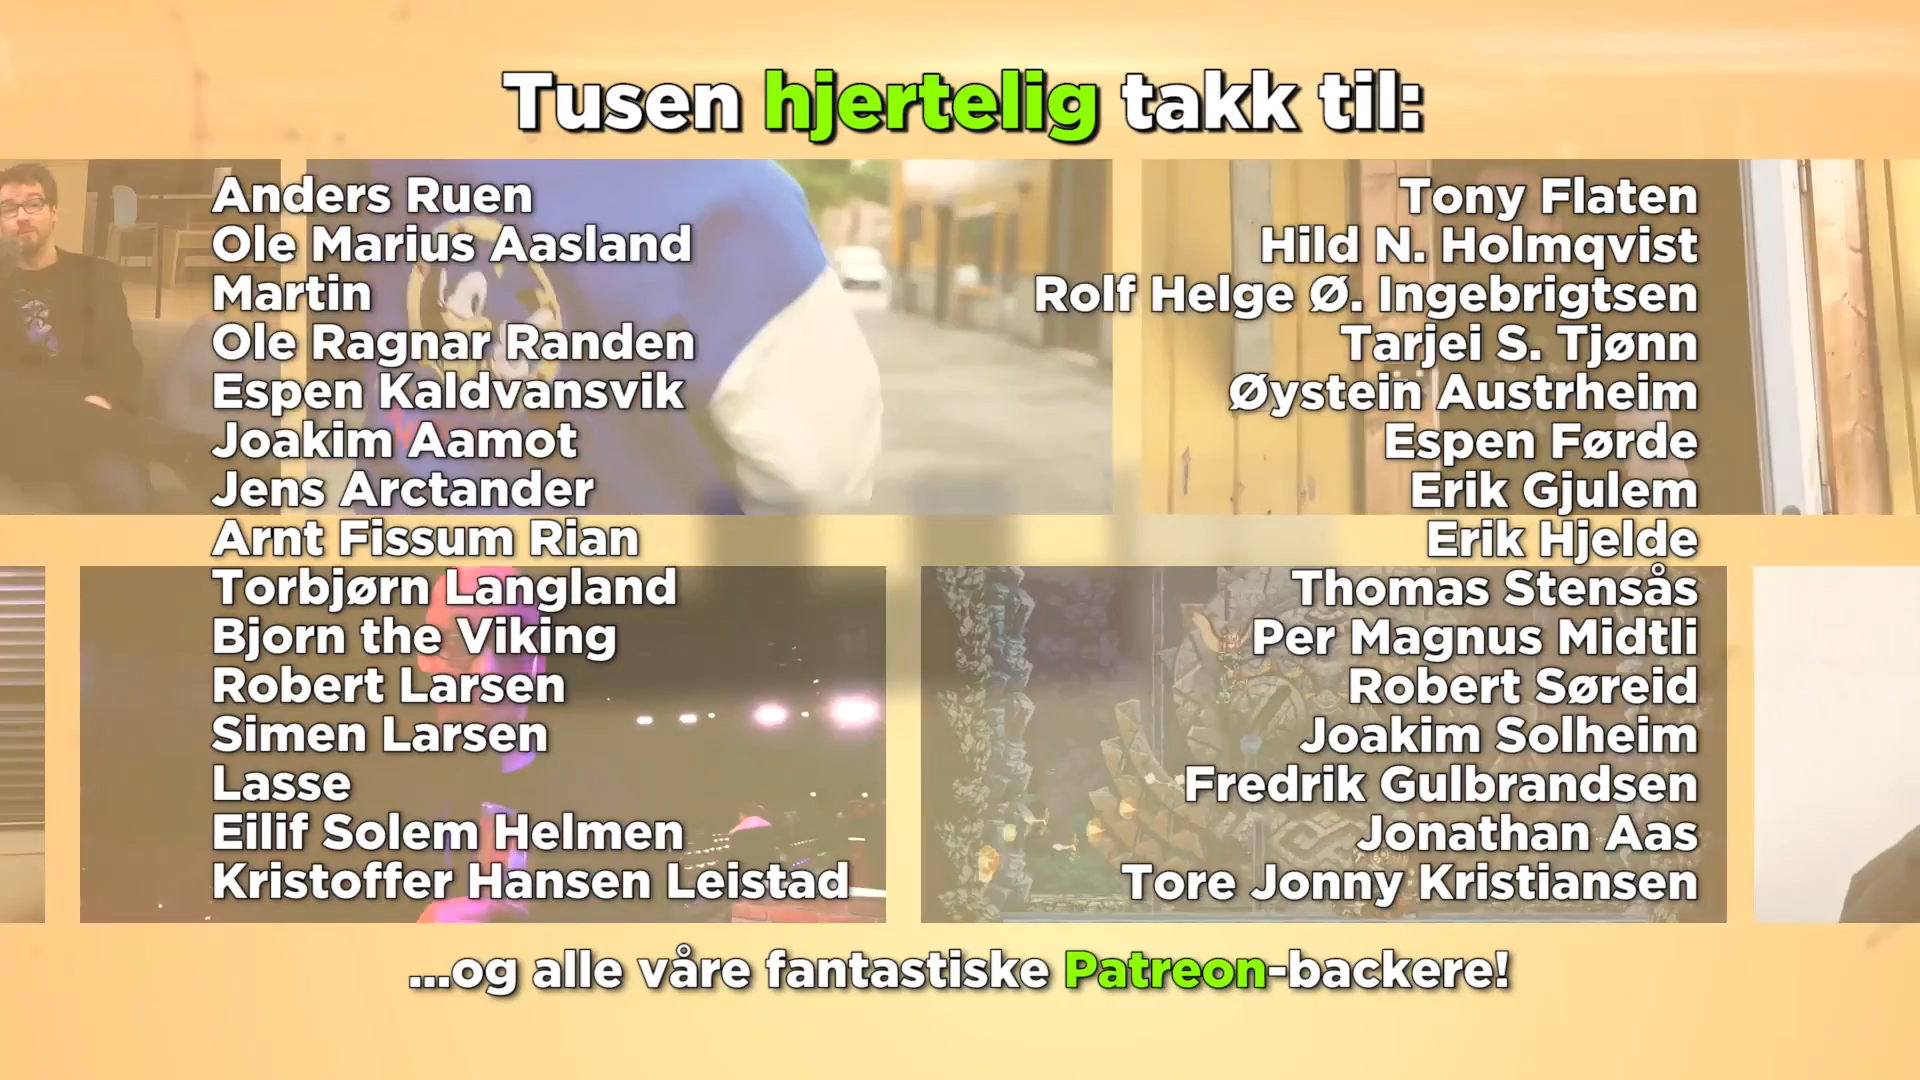 Tusen hjertelig takk til:
Anders Ruen
Ole Marius Aasland
Martin
Ole Ragnar Randen
Espen Kaldvansvik
Joakim Aamot
Jens Arctander
Arnt Fissum Rian
Torbjørn Langland
Bjorn the Viking
Robert Larsen
Simen Larsen
Lasse
Eilif Solem Helmen
Kristoffer Hansen Leistad
Tony Flaten
Hild N. Holmqvist
Rolf Helge Ø. Ingebrigtsen
Tarjei S. Tjønn
Øystein Austrheim
Espen Førde
Erik Gjulem
Erik Hjelde
Thomas Stensås
Per Magnus Midtli
Robert Søreid
Joakim Solheim
Fredrik Gulbrandsen
Jonathan Aas
Tore Jonny Kristiansen
...og alle våre fantastiske Patreon-backere!